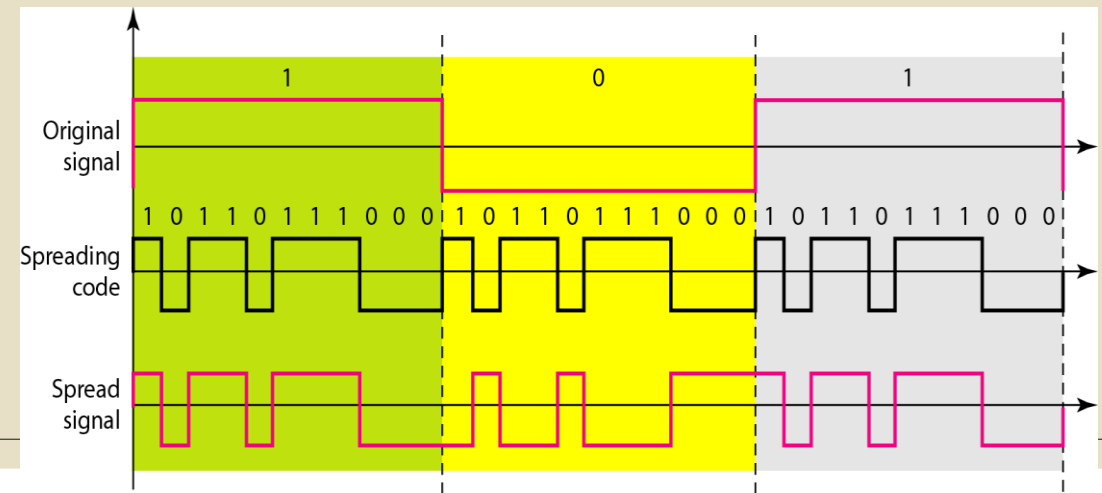 1 0 1
Original
signal
1 0 1 1 0 1 1 1 0 0 0 1 0 1 1 0 1 1 1 0 0 0 1 0 1 1 0 1 1 1 0 0 0
Spreading
code
Spread
signal